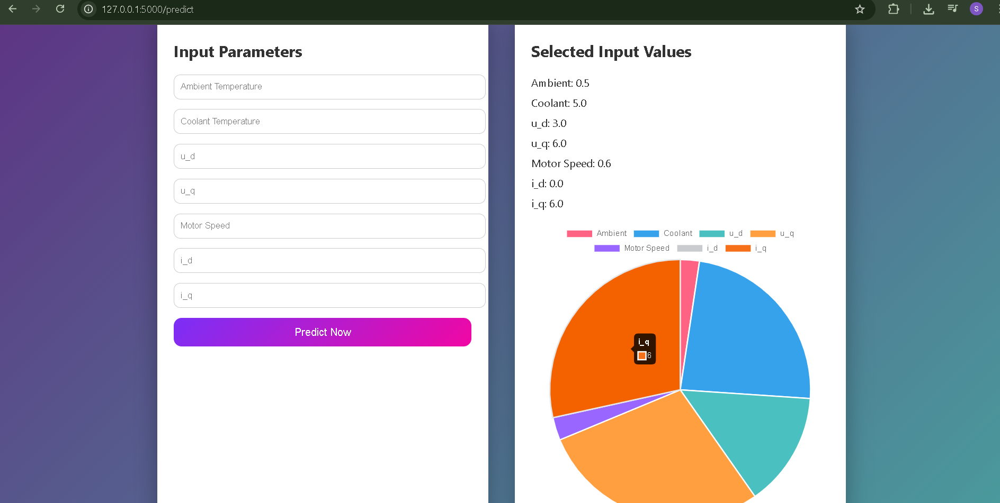 127.0.0.1:5000/predict
S
Input Parameters
Ambient Temperature
Coolant Temperature
u_d
u_q
Motor Speed
i_d
i_q
Predict Now
Selected Input Values
Ambient: 0.5
Coolant: 5.0
u_d: 3.0
u_q: 6.0
Motor Speed: 0.6
i_d: 0.0
i_q: 6.0
Ambient Coolant u_d u_q
Motor Speed i_d i_q
i_q
6